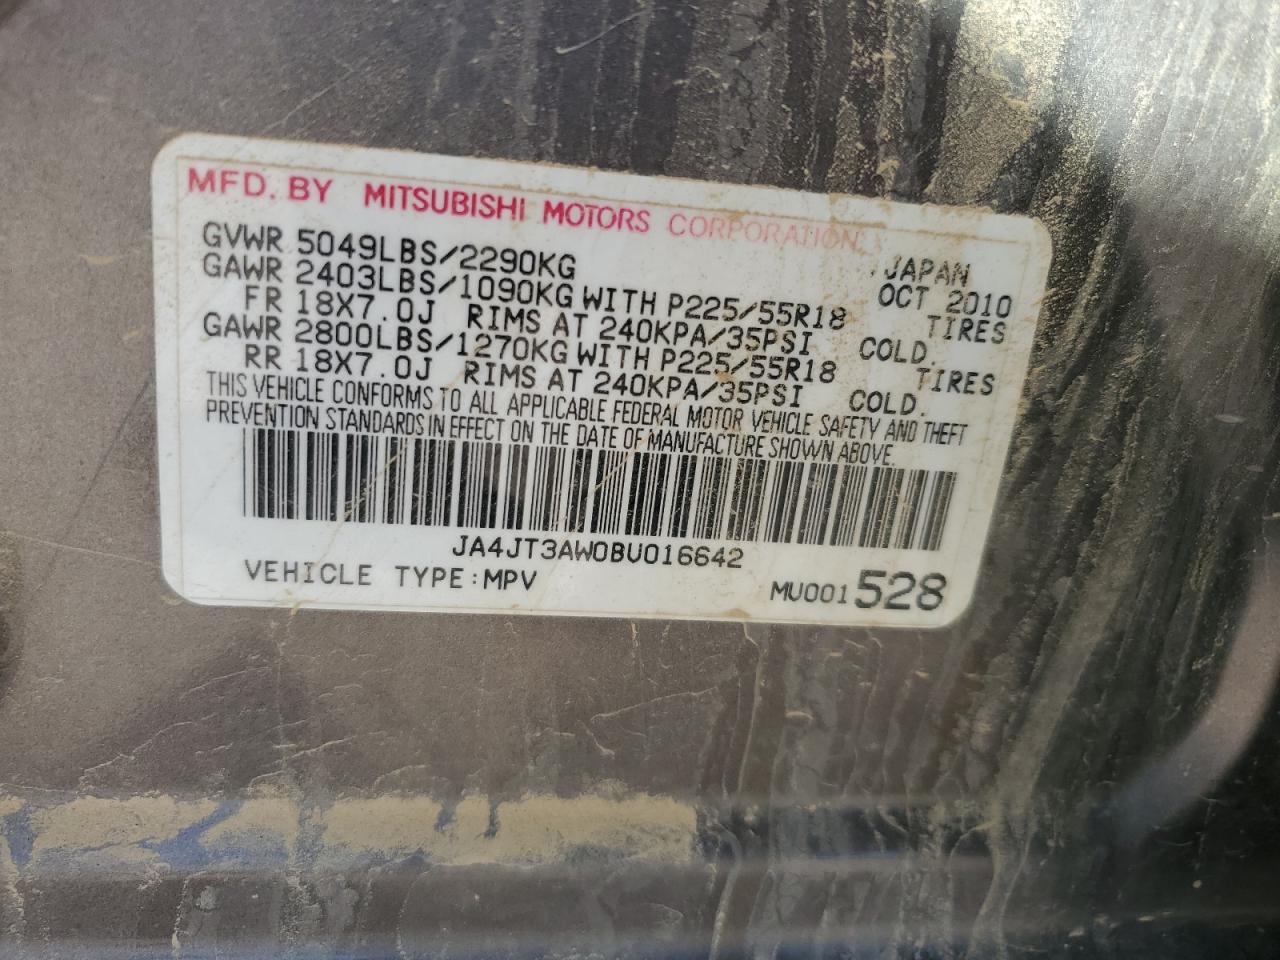 MFD. BY MITSUBISHI MOTORS CORPORATION
JAPAN
GVWR 5049LBS/2290KG OCT 2010
GAWR 2403LBS/1090KG WITH P225/55R18 TIRES
FR 18X7.0J RIMS AT 240KPA/35PSI COLD.
GAWR 2800LBS/1270KG WITH P225/55R18 TIRES
RR 18X7.0J RIMS AT 240KPA/35PSI COLD.
THIS VEHICLE CONFORMS TO ALL APPLICABLE FEDERAL MOTOR VEHICLE SAFETY AND THEFT
PREVENTION STANDARDS IN EFFECT ON THE DATE OF MANUFACTURE SHOWN ABOVE.
JA4JT3AW0BU016642
VEHICLE TYPE:MPV MU001528